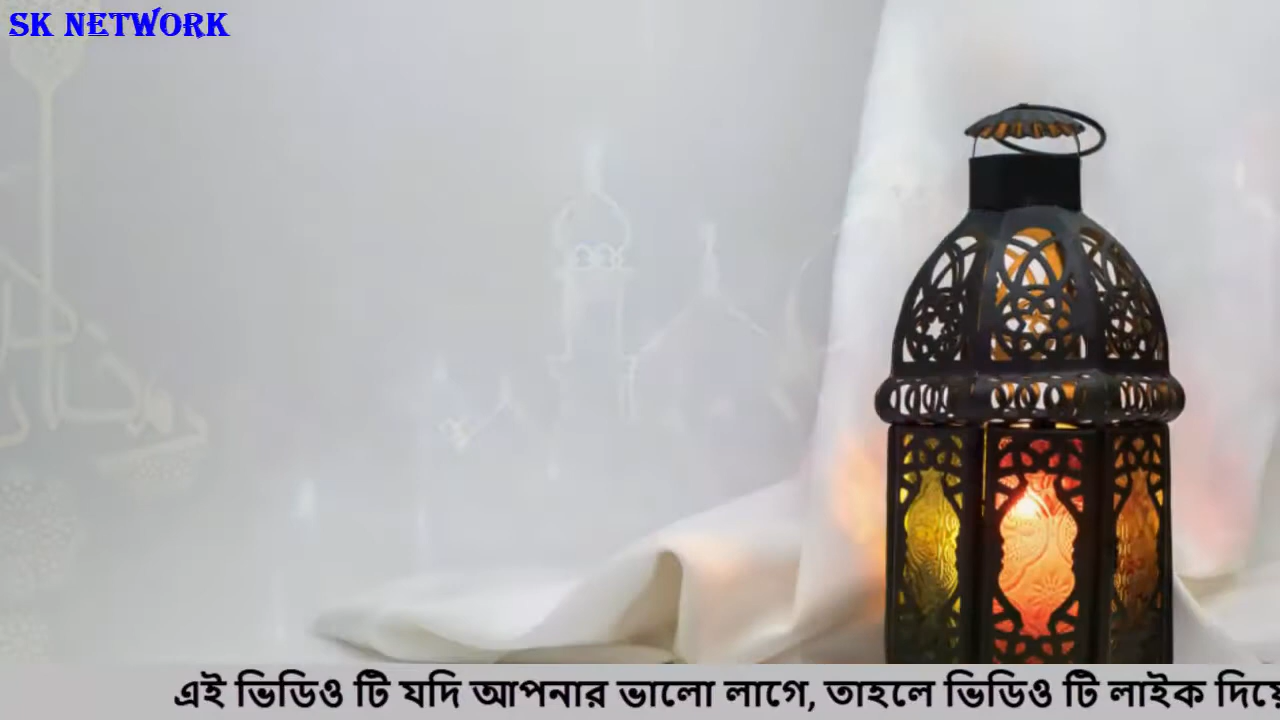 SK NETWORK
এই ভিডিও টি যদি আপনার ভালো লাগে, তাহলে ভিডিও টি লাইক দিয়ে